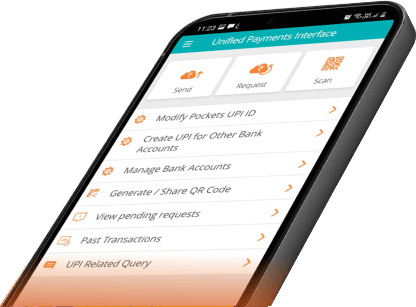 11:23
Unified Payments Interface
Send
Request
Scan
Modify Pockets UPI ID
Create UPI for Other Bank
Accounts
Manage Bank Accounts
Generate / Share QR Code
View pending requests
Past Transactions
UPI Related Query